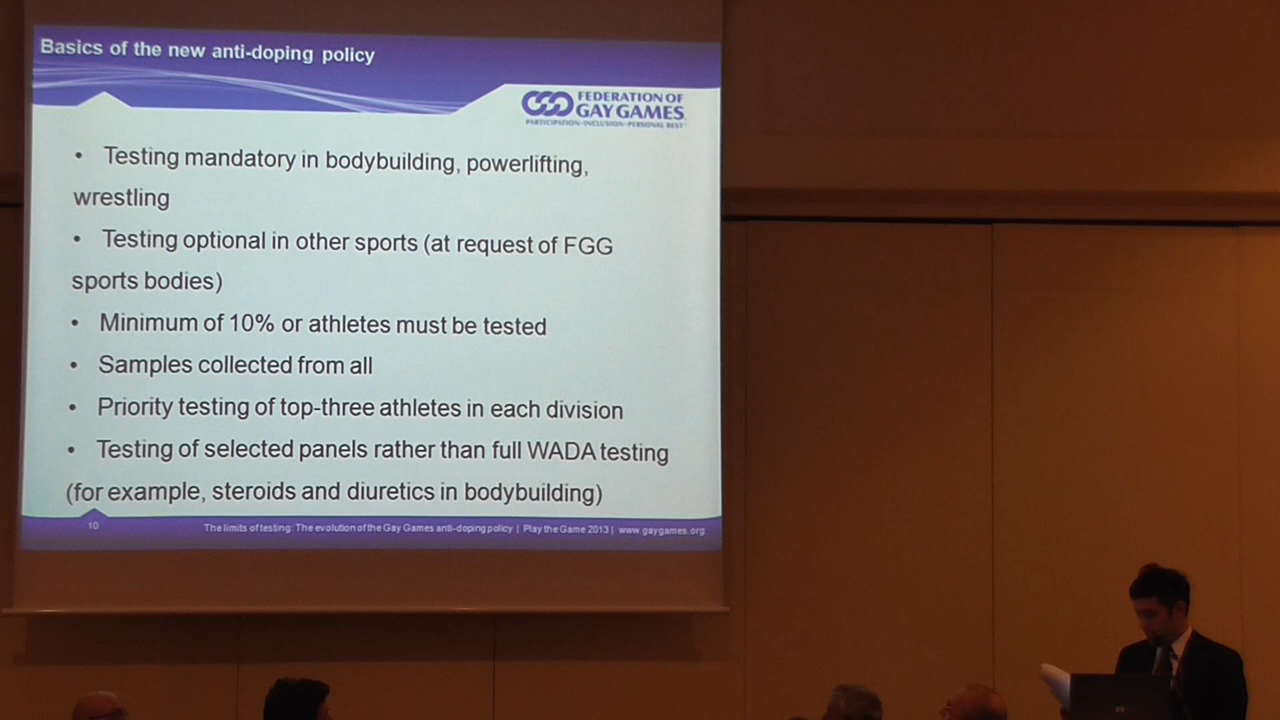 Basics of the new anti-doping policy
FEDERATION OF
GAY GAMES
PARTICIPATION~INCLUSION~PERSONAL BEST
• Testing mandatory in bodybuilding, powerlifting,
wrestling
• Testing optional in other sports (at request of FGG
sports bodies)
• Minimum of 10% or athletes must be tested
• Samples collected from all
• Priority testing of top-three athletes in each division
• Testing of selected panels rather than full WADA testing
(for example, steroids and diuretics in bodybuilding)
10
The limits of testing: The evolution of the Gay Games anti-doping policy | Play the Game 2013 | www.gaygames.org